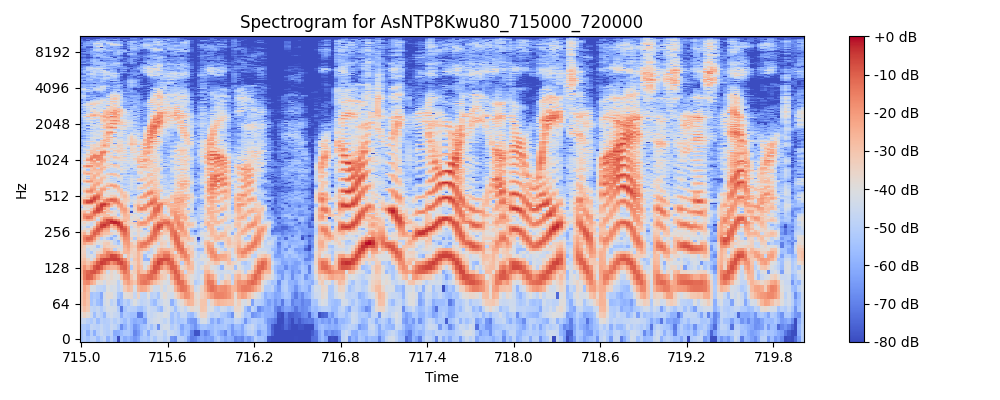 Spectrogram for AsNTP8Kwu80_715000_720000
8192
4096
2048
1024
512
256
128
64
0
Hz
715.0 715.6 716.2 716.8 717.4 718.0 718.6 719.2 719.8
Time
+0 dB
-10 dB
-20 dB
-30 dB
-40 dB
-50 dB
-60 dB
-70 dB
-80 dB